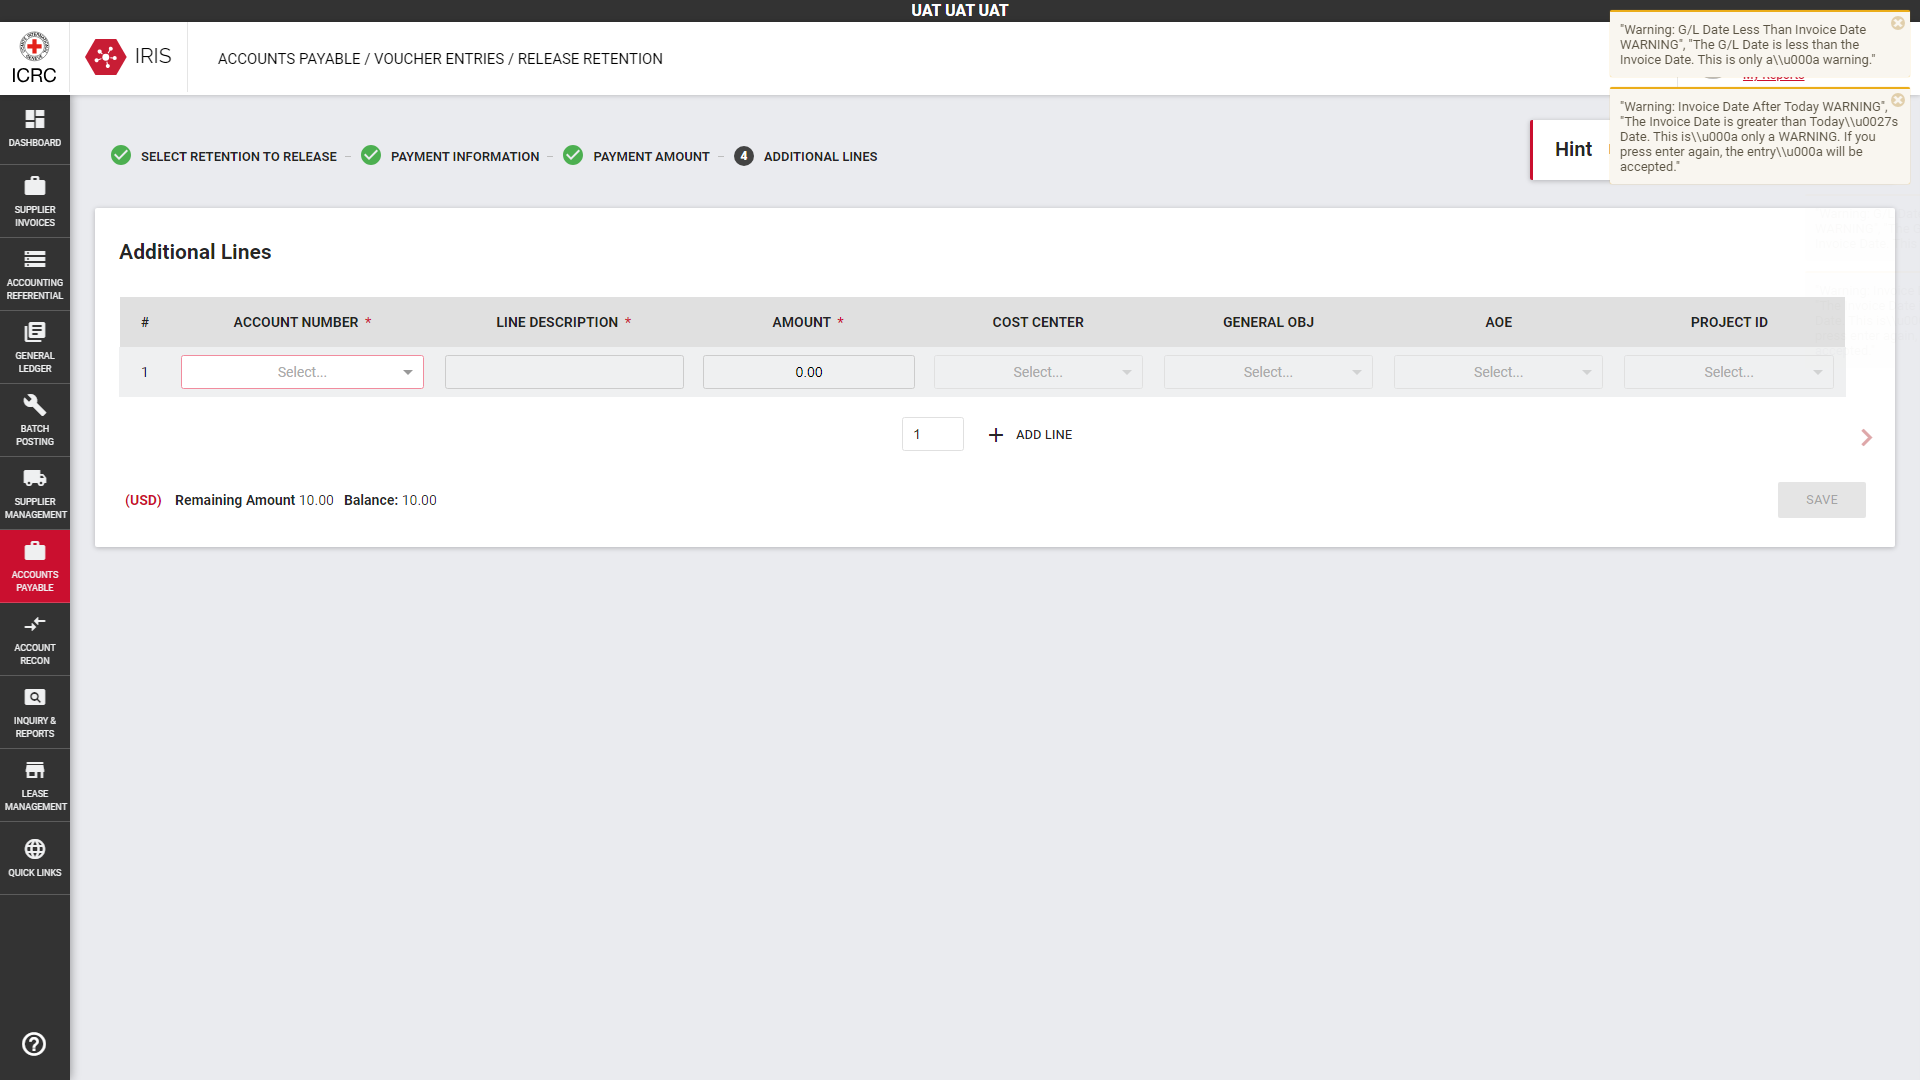 UAT UAT UAT
ICRC
IRIS
ACCOUNTS PAYABLE / VOUCHER ENTRIES / RELEASE RETENTION
"Warning: G/L Date Less Than Invoice Date
WARNING", "The G/L Date is less than the
Invoice Date. This is only a\\u000a warning."
My Reports
"Warning: Invoice Date After Today WARNING",
"The Invoice Date is greater than Today\\u0027s
Date. This is\\u000a only a WARNING. If you
press enter again, the entry\\u000a will be
accepted."
SELECT RETENTION TO RELEASE – PAYMENT INFORMATION – PAYMENT AMOUNT – 4 ADDITIONAL LINES
Hint
DASHBOARD
SUPPLIER
INVOICES
ACCOUNTING
REFERENTIAL
GENERAL
LEDGER
BATCH
POSTING
SUPPLIER
MANAGEMENT
ACCOUNTS
PAYABLE
ACCOUNT
RECON
INQUIRY &
REPORTS
LEASE
MANAGEMENT
QUICK LINKS
Additional Lines
# ACCOUNT NUMBER * LINE DESCRIPTION * AMOUNT * COST CENTER GENERAL OBJ AOE PROJECT ID
1 Select... 0.00 Select... Select... Select... Select...
1 ADD LINE
(USD) Remaining Amount 10.00 Balance: 10.00
SAVE